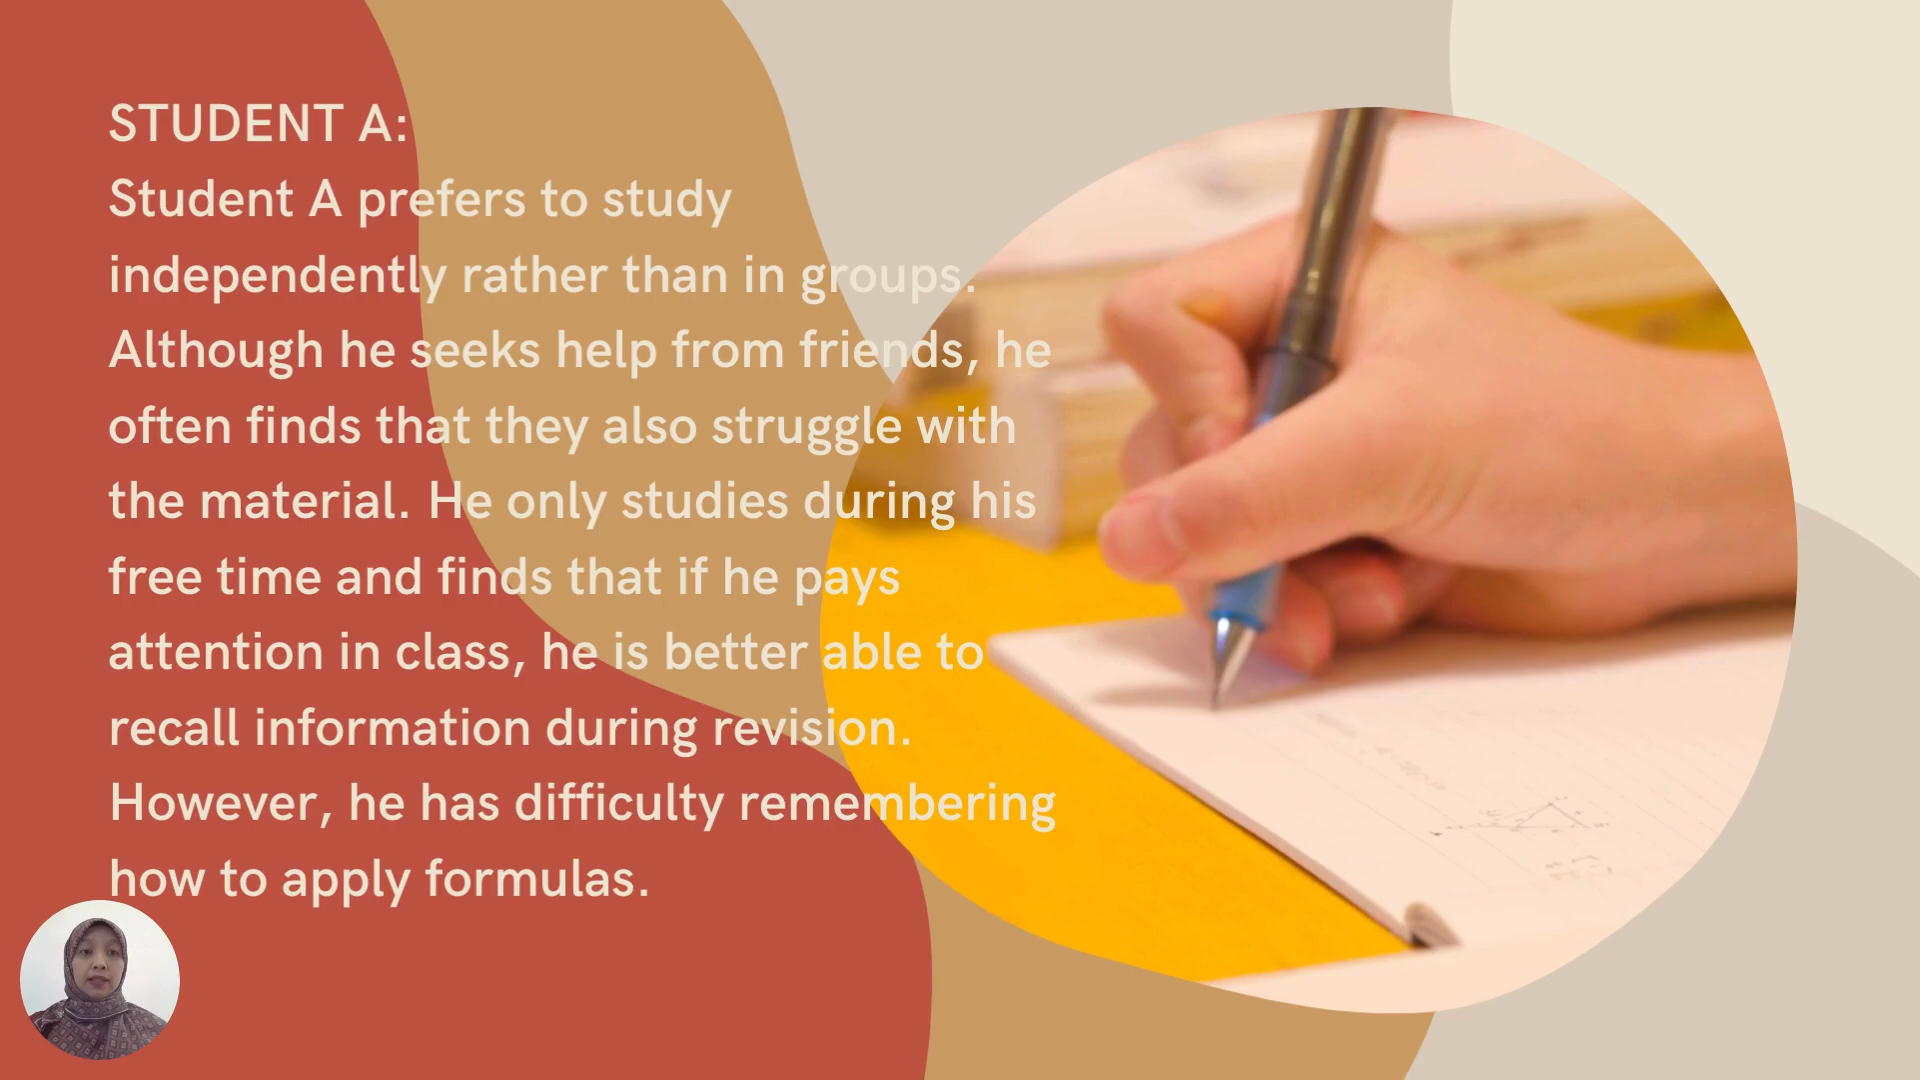 STUDENT A:
Student A prefers to study
independently rather than in groups.
Although he seeks help from friends, he
often finds that they also struggle with
the material. He only studies during his
free time and finds that if he pays
attention in class, he is better able to
recall information during revision.
However, he has difficulty remembering
how to apply formulas.